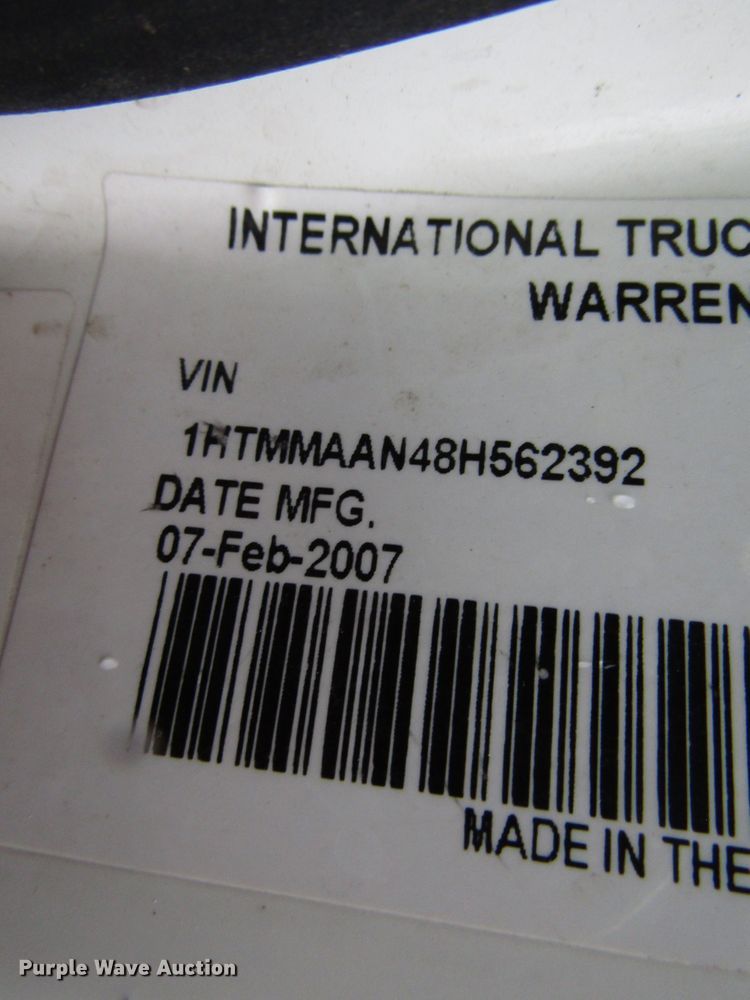 INTERNATIONAL TRUC
WARREN
VIN
1HTMMAAN48H562392
DATE MFG.
07-Feb-2007
MADE IN THE
Purple Wave Auction